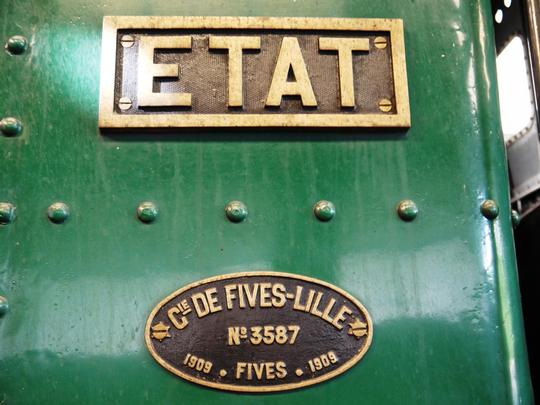 ETAT
CIE DE FIVES-LILLE
Nº 3587
1909 • FIVES • 1909